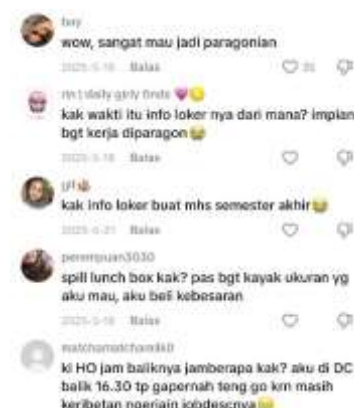 bay
wow, sangat mau jadi paragonian
Balas
kak wakti itu info loker nya dari mana? impian
bgt kerja diparagon😭
Balas
kak info loker buat mhs semester akhir😭
Balas
perempuan3030
spill lunch box kak? pas bgt kayak ukuran yg
aku mau, aku beli kebesaran
Balas
ki HO jam baliknya jamberapa kak? aku di DC
balik 16.30 tp gapernah teng go krn masih
keribetan ngerjain jobdescnya